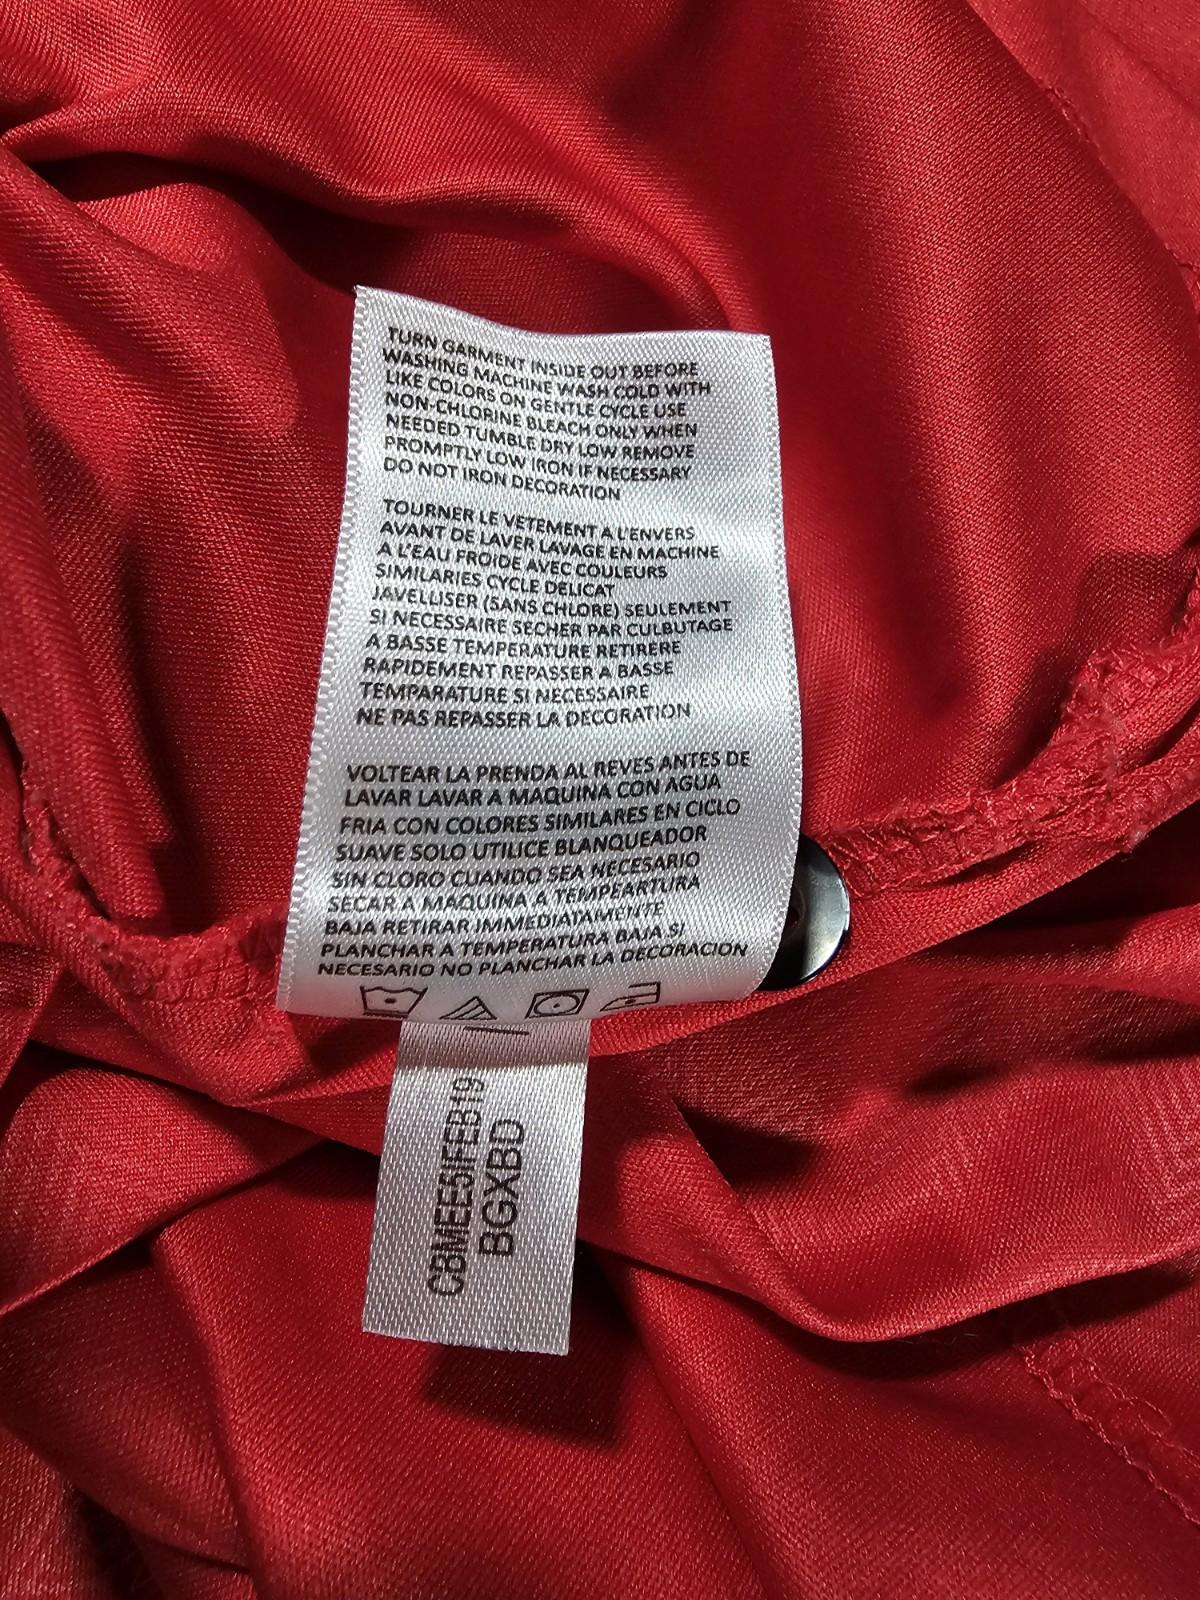 TURN GARMENT INSIDE OUT BEFORE
WASHING MACHINE WASH COLD WITH
LIKE COLORS ON GENTLE CYCLE USE
NON-CHLORINE BLEACH ONLY WHEN
NEEDED TUMBLE DRY LOW REMOVE
PROMPTLY LOW IRON IF NECESSARY
DO NOT IRON DECORATION
TOURNER LE VETEMENT A L'ENVERS
AVANT DE LAVER LAVAGE EN MACHINE
A L'EAU FROIDE AVEC COULEURS
SIMILARIES CYCLE DELICAT
JAVELLISER (SANS CHLORE) SEULEMENT
SI NECESSAIRE SECHER PAR CULBUTAGE
A BASSE TEMPERATURE RETIRERE
RAPIDEMENT REPASSER A BASSE
TEMPARATURE SI NECESSAIRE
NE PAS REPASSER LA DECORATION
VOLTEAR LA PRENDA AL REVES ANTES DE
LAVAR LAVAR A MAQUINA CON AGUA
FRIA CON COLORES SIMILARES EN CICLO
SUAVE SOLO UTILICE BLANQUEADOR
SIN CLORO CUANDO SEA NECESARIO
SECAR A MAQUINA A TEMPEARTURA
BAJA RETIRAR IMMEDIATAMENTE
PLANCHAR A TEMPERATURA BAJA SI
NECESARIO NO PLANCHAR LA DECORACION
CBMEE5IFEB19
BGXBD